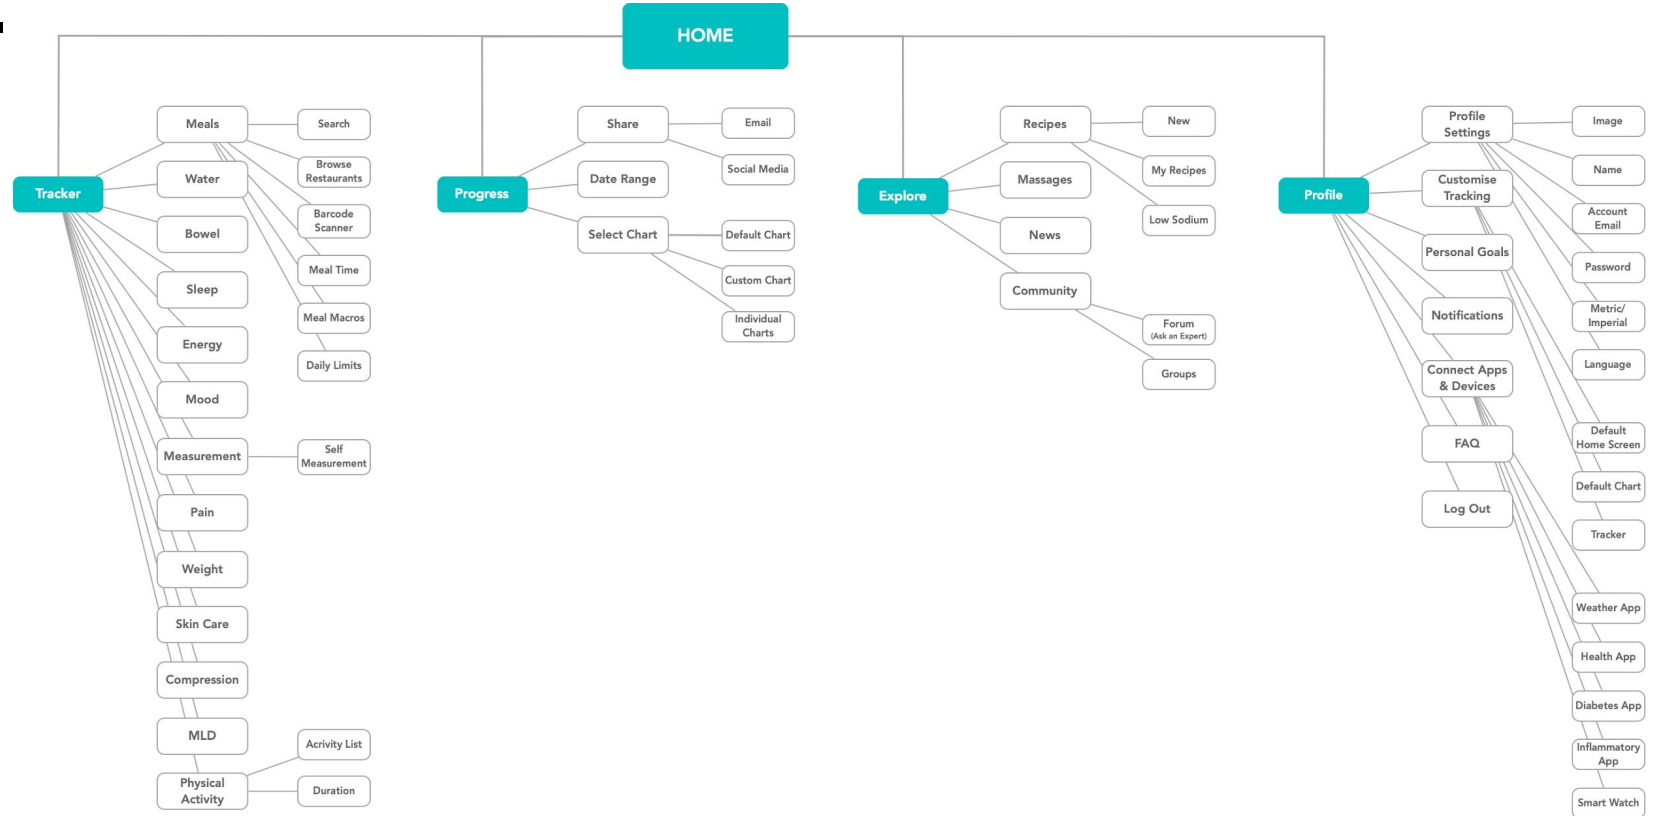 HOME
Tracker
Meals
Search
Browse
Restaurants
Barcode
Scanner
Meal Time
Meal Macros
Daily Limits
Water
Bowel
Sleep
Energy
Mood
Measurement
Self
Measurement
Pain
Weight
Skin Care
Compression
MLD
Physical
Activity
Acrivity List
Duration
Progress
Share
Email
Social Media
Date Range
Select Chart
Default Chart
Custom Chart
Individual
Charts
Explore
Recipes
New
My Recipes
Low Sodium
Massages
News
Community
Forum
(Ask an Expert)
Groups
Profile
Profile
Settings
Image
Name
Account
Email
Password
Metric/
Imperial
Language
Customise
Tracking
Default
Home Screen
Default Chart
Tracker
Personal Goals
Notifications
Connect Apps
& Devices
Weather App
Health App
Diabetes App
Inflammatory
App
Smart Watch
FAQ
Log Out